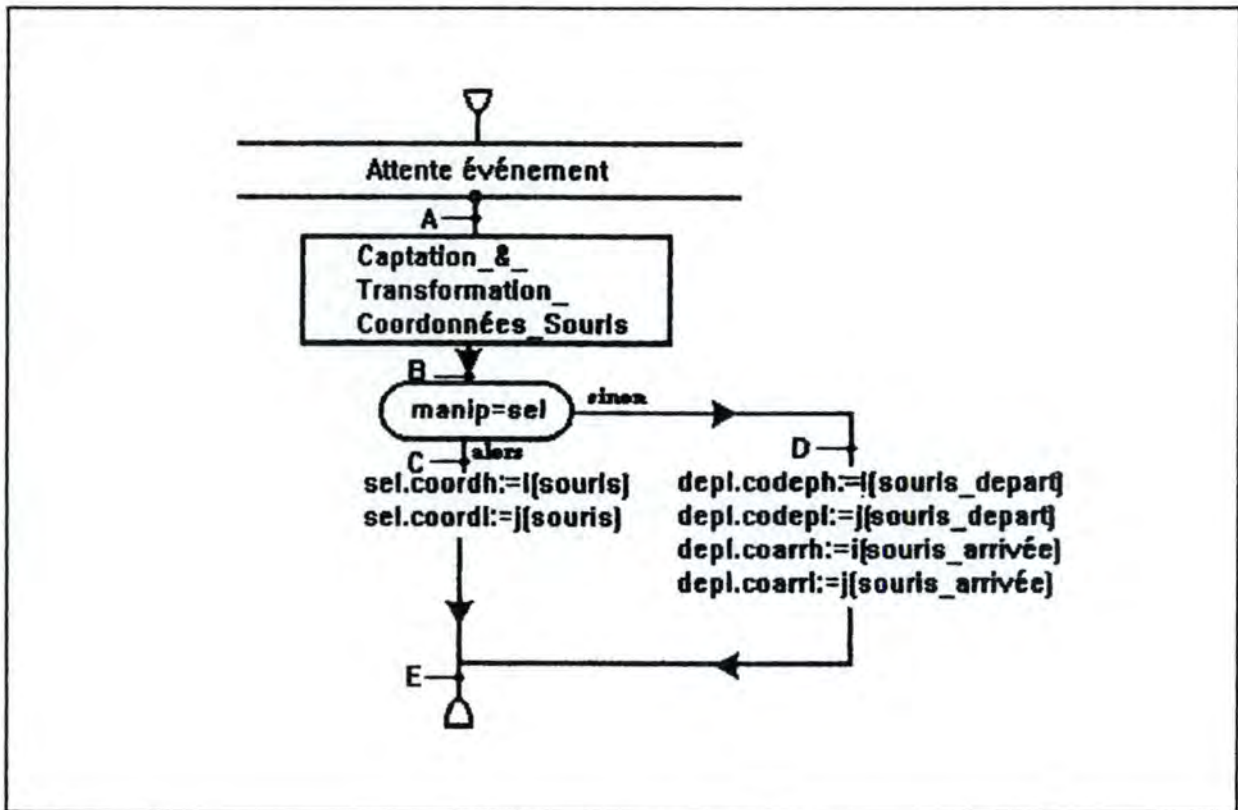 Attente événement
A
Captation_&_
Transformation_
Coordonnées_Souris
B
manip=sel
sinon
alors
C
D
sel.coordh:=i(souris)
sel.coordl:=j(souris)
depl.codeph:=i(souris_depart)
depl.codepl:=j(souris_depart)
depl.coarrh:=i(souris_arrivée)
depl.coarrl:=j(souris_arrivée)
E